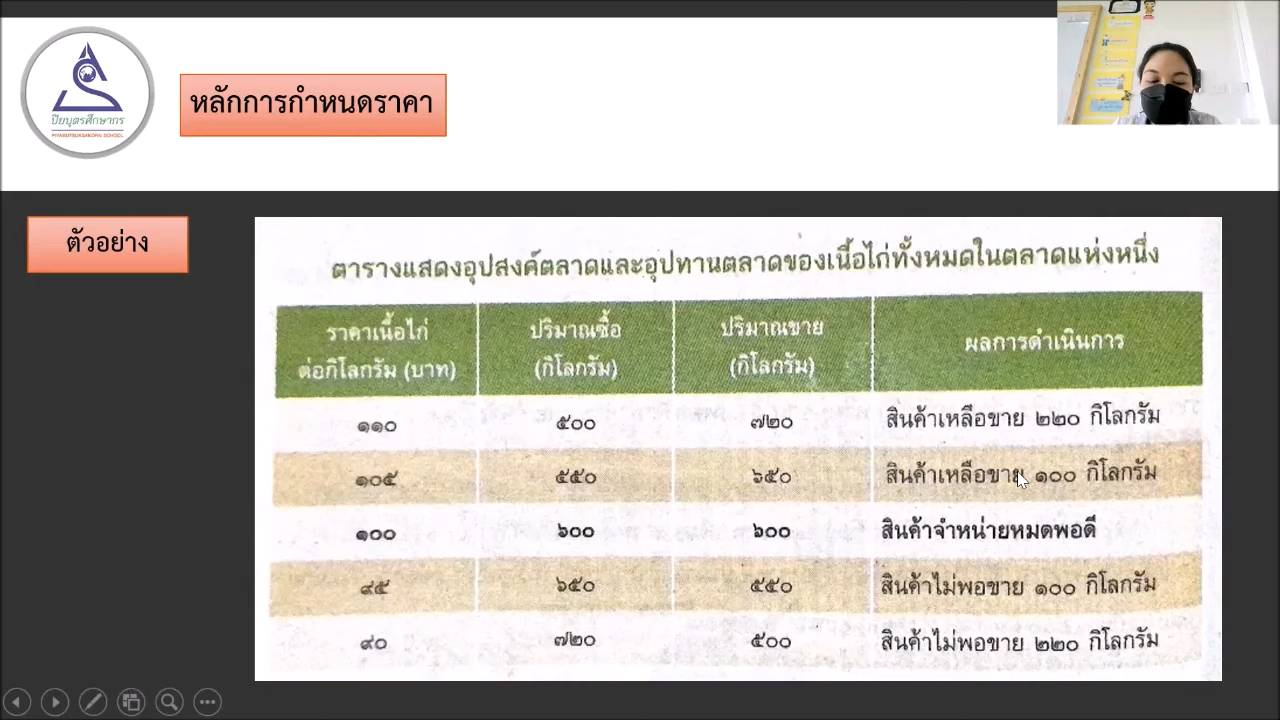 ปิยบุตรศึกษากร
PIYABUTSUKSAKORN SCHOOL
หลักการกำหนดราคา
ตัวอย่าง
ตารางแสดงอุปสงค์ตลาดและอุปทานตลาดของเนื้อไก่ทั้งหมดในตลาดแห่งหนึ่ง
ราคาเนื้อไก่ ต่อกิโลกรัม (บาท) ปริมาณซื้อ (กิโลกรัม) ปริมาณขาย (กิโลกรัม) ผลการดำเนินการ
๑๑๐ ๕๐๐ ๗๒๐ สินค้าเหลือขาย ๒๒๐ กิโลกรัม
๑๐๕ ๕๕๐ ๖๕๐ สินค้าเหลือขาย ๑๐๐ กิโลกรัม
๑๐๐ ๖๐๐ ๖๐๐ สินค้าจำหน่ายหมดพอดี
๙๕ ๖๕๐ ๕๕๐ สินค้าไม่พอขาย ๑๐๐ กิโลกรัม
๙๐ ๗๒๐ ๕๐๐ สินค้าไม่พอขาย ๒๒๐ กิโลกรัม